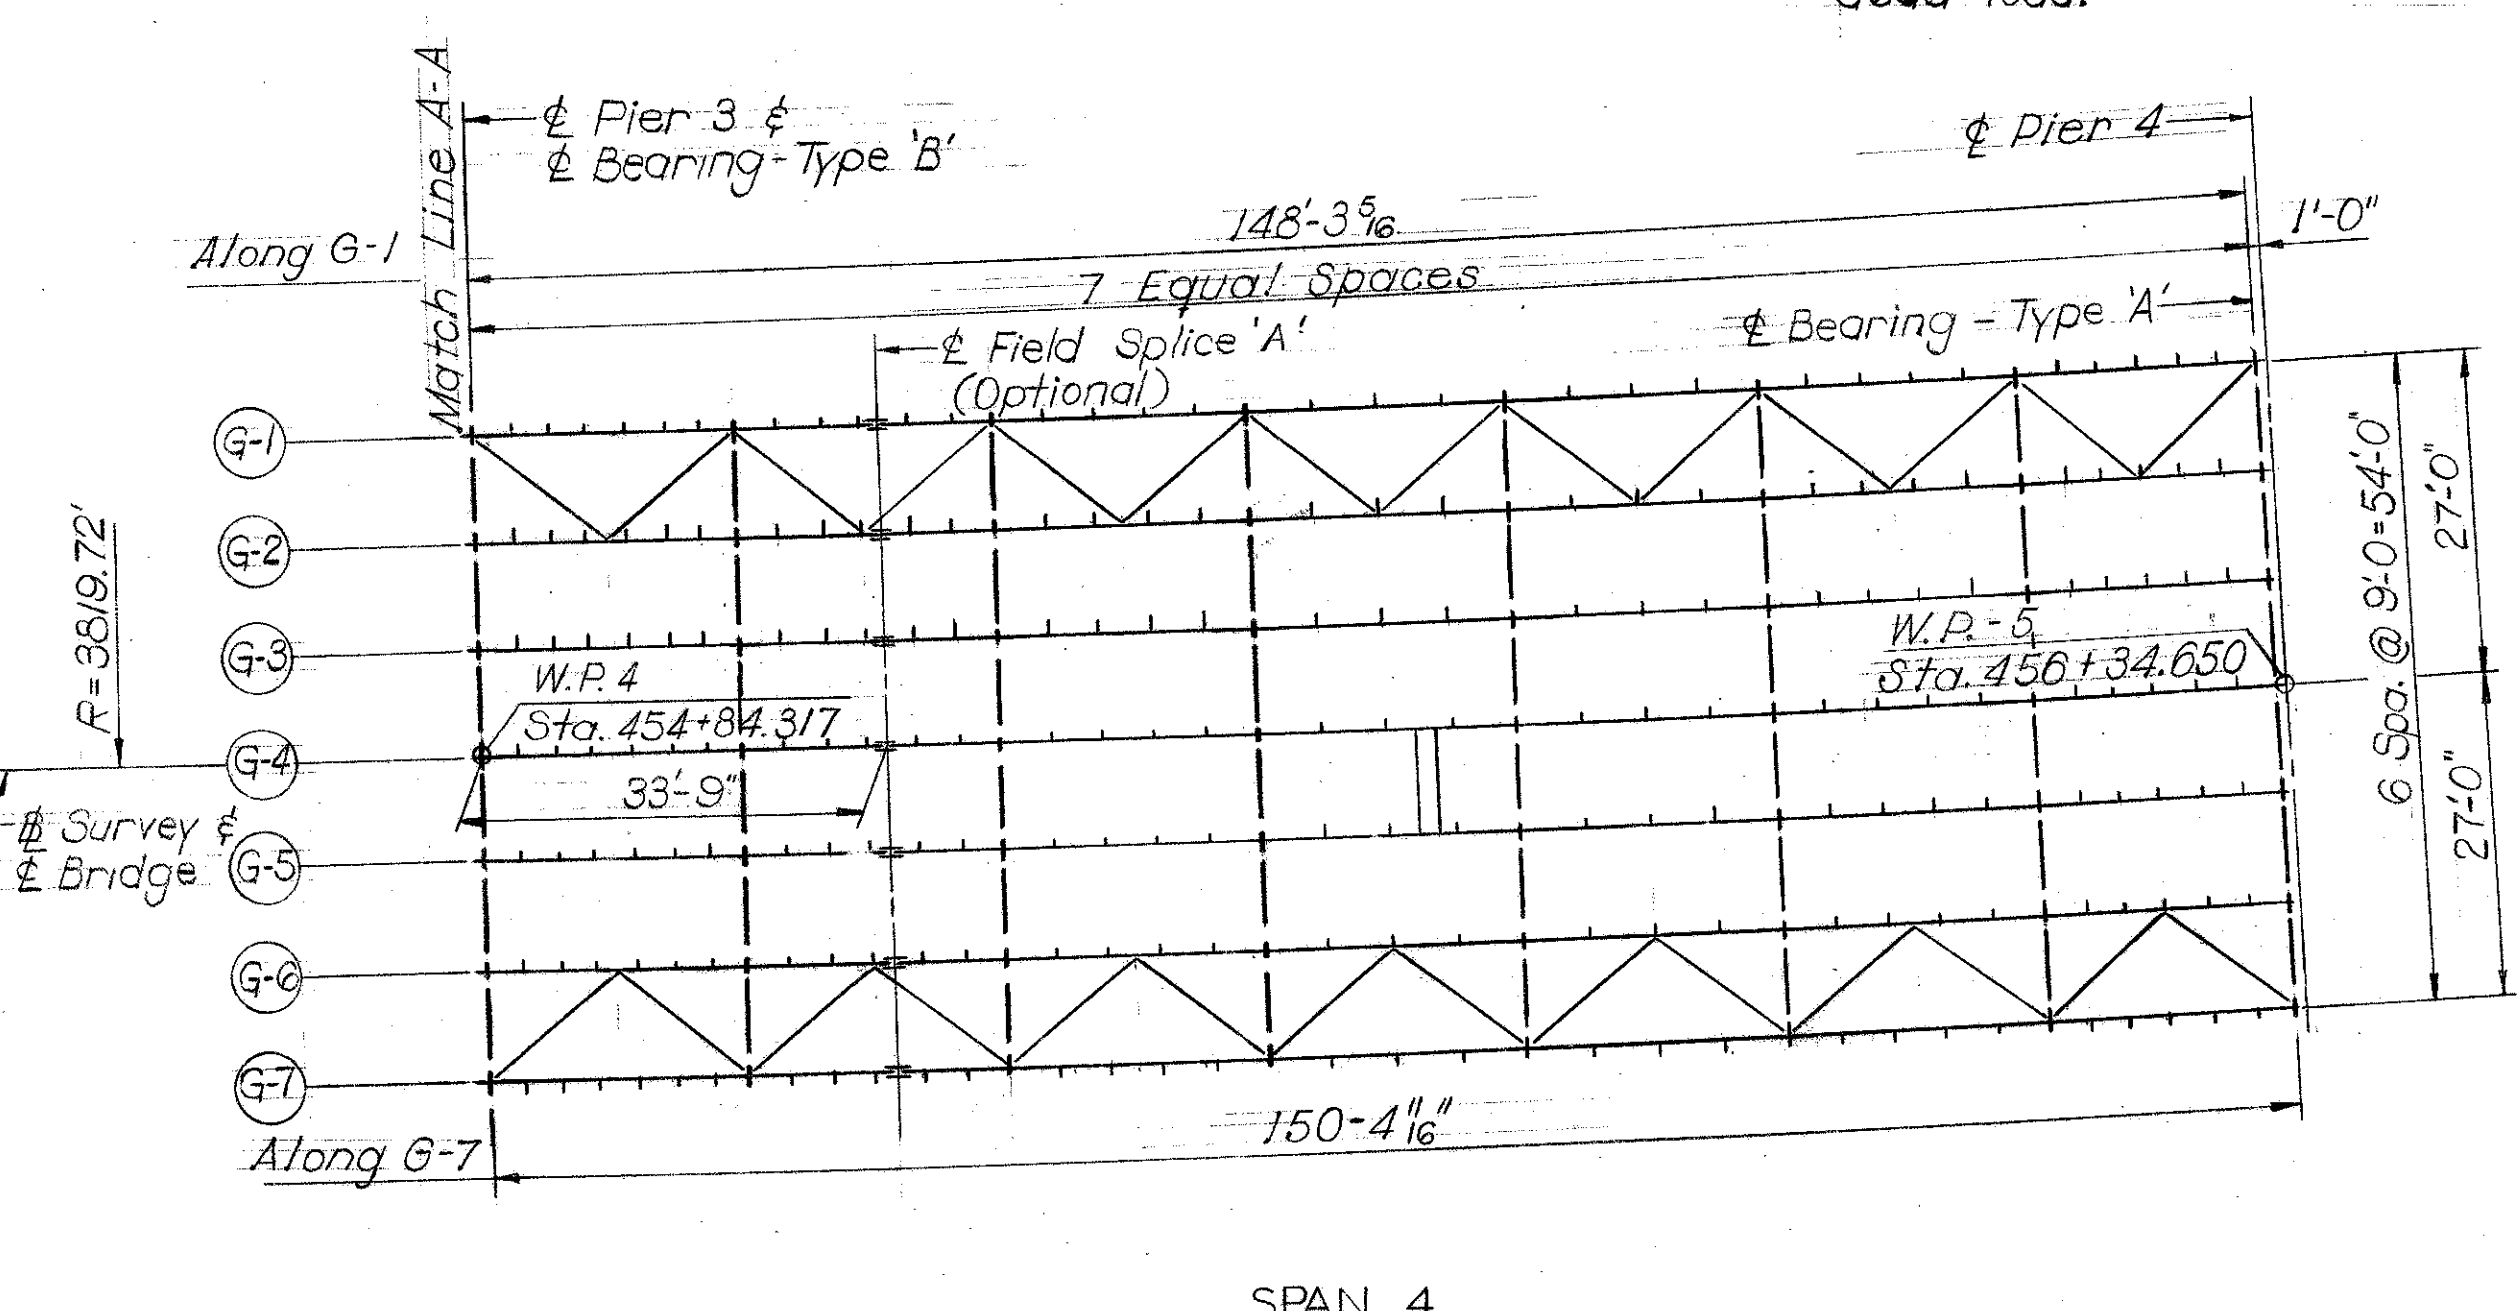 Match Line A-A
℄ Pier 3 &
℄ Bearing-Type 'B'
℄ Pier 4
148'-3 5/16
1'-0"
Along G-1
7 Equal Spaces
℄ Field Splice 'A'
(Optional)
℄ Bearing - Type 'A'
G-1
G-2
G-3
G-4
G-5
G-6
G-7
R=3819.72'
W.P. 4
Sta. 454+84.317
33'-9"
W.P.-5
Sta. 456+34.650
6 Spa. @ 9'-0=54'-0"
27'-0"
27'-0"
Survey &
℄ Bridge
150-4 11/16"
Along G-7
SPAN 4